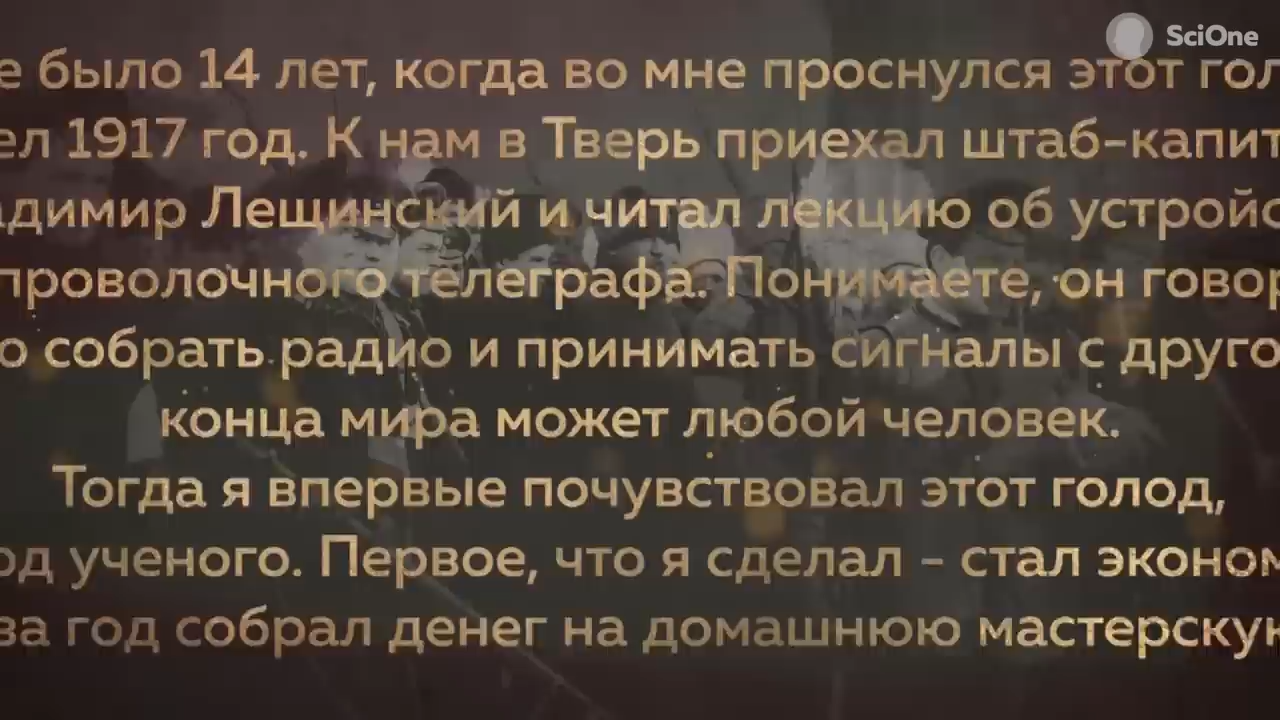 SciOne
е было 14 лет, когда во мне проснулся этот гол
ел 1917 год. К нам в Тверь приехал штаб-капит
адимир Лещинский и читал лекцию об устройс
проволочного телеграфа. Понимаете, он говор
о собрать радио и принимать сигналы с друго
конца мира может любой человек.
Тогда я впервые почувствовал этот голод,
од ученого. Первое, что я сделал – стал эконом
за год собрал денег на домашнюю мастерскую